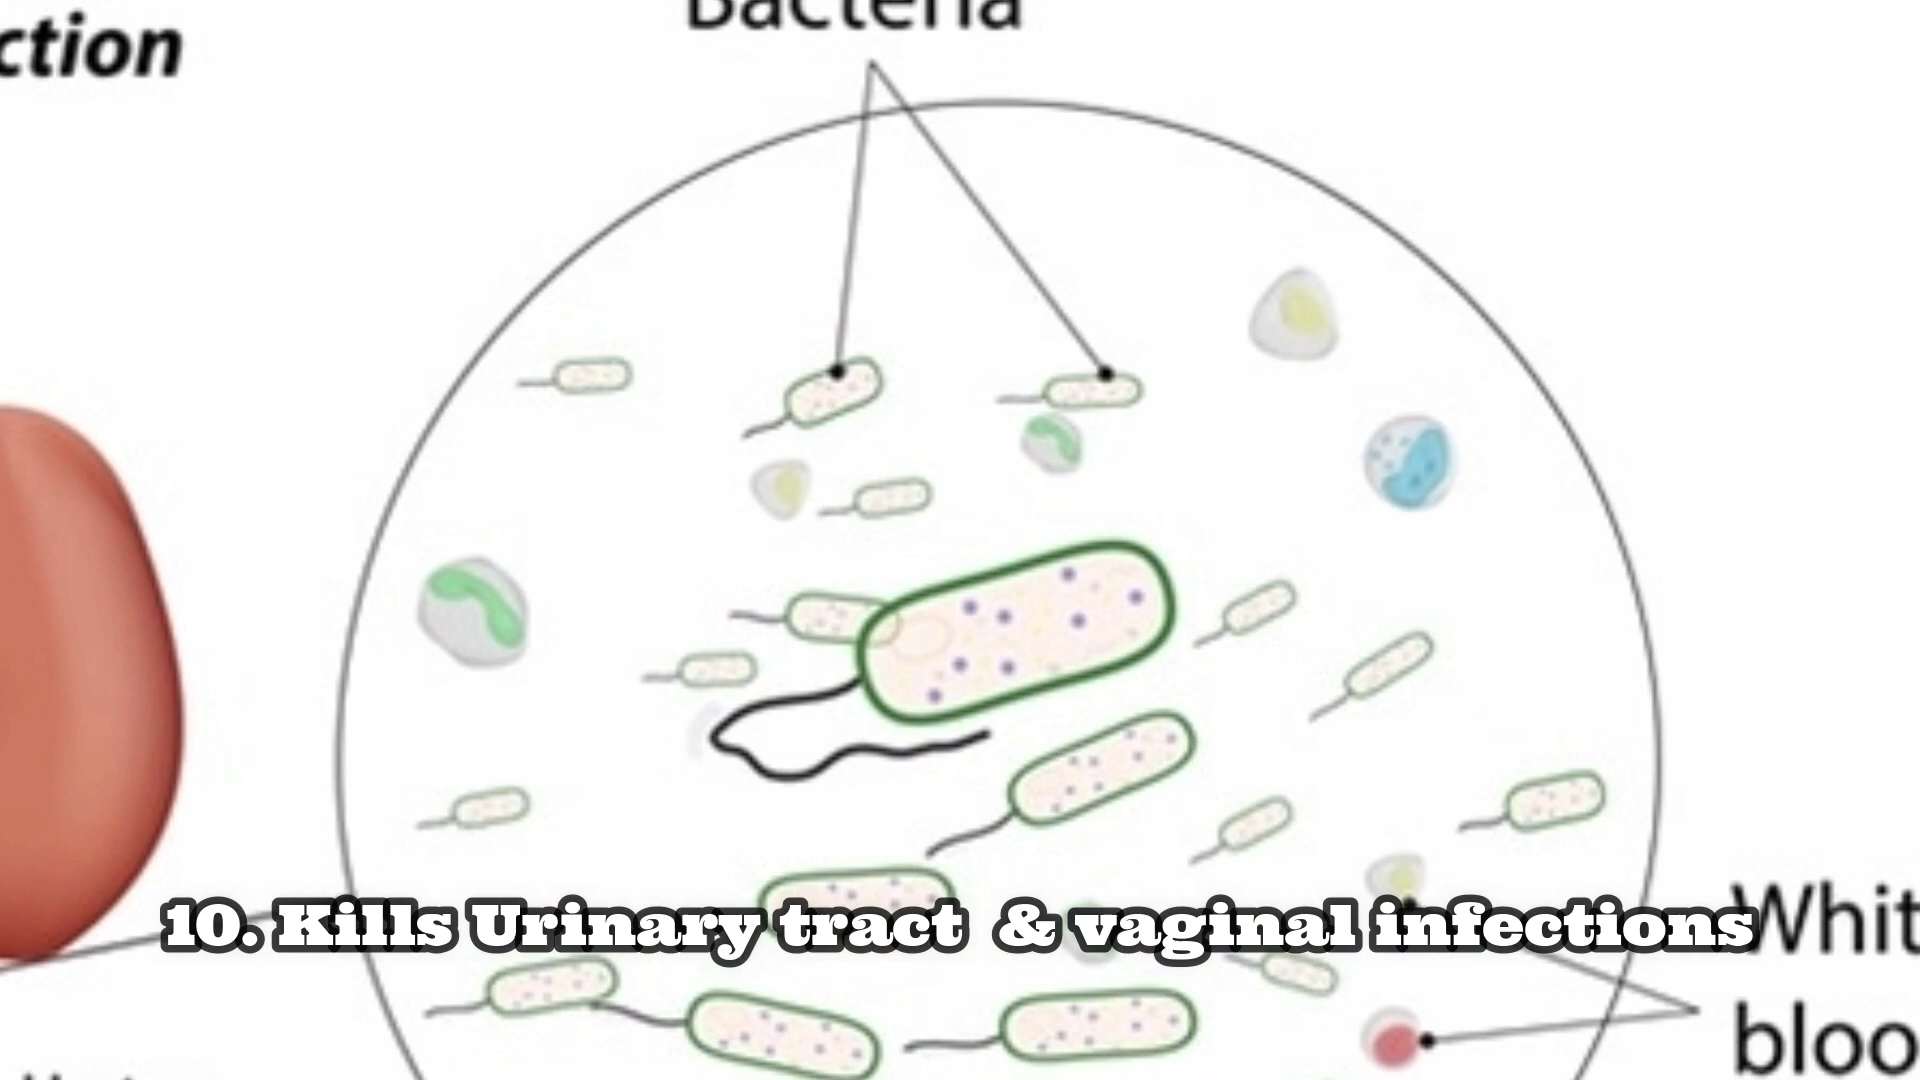 Bacteria
ction
10. Kills Urinary tract & vaginal infections
Whit
bloo